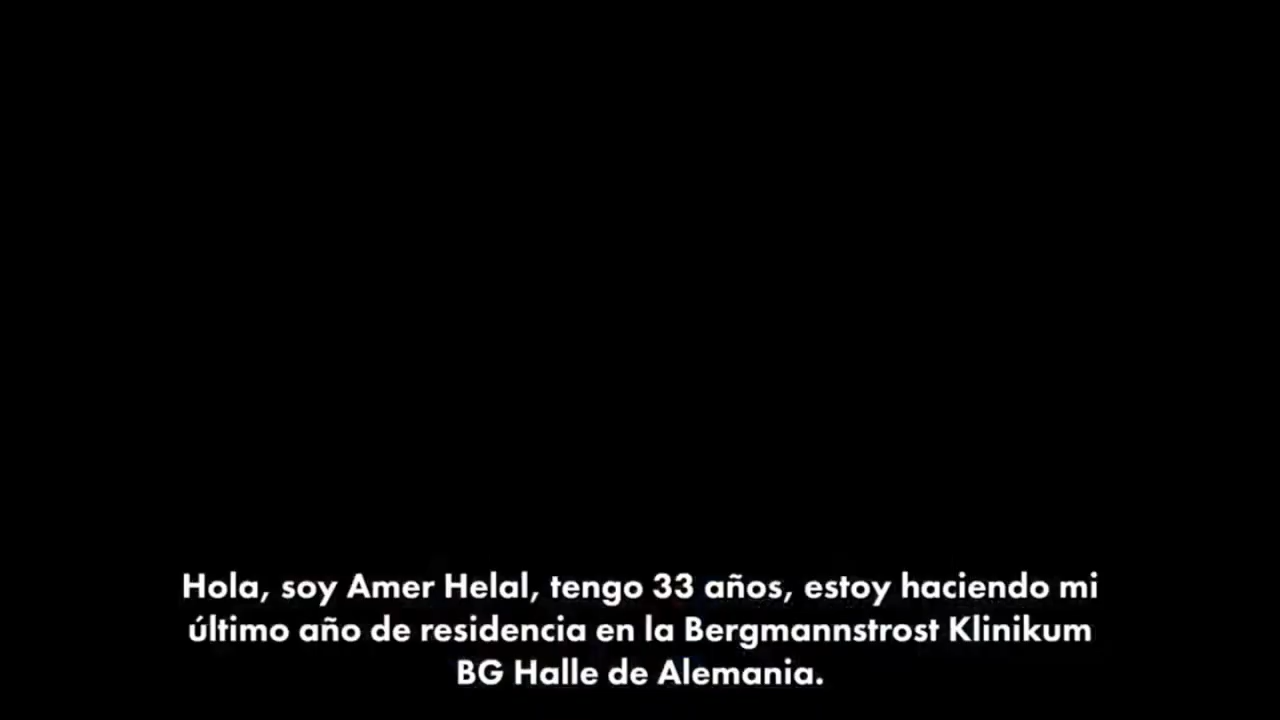 Hola, soy Amer Helal, tengo 33 años, estoy haciendo mi
último año de residencia en la Bergmannstrost Klinikum
BG Halle de Alemania.